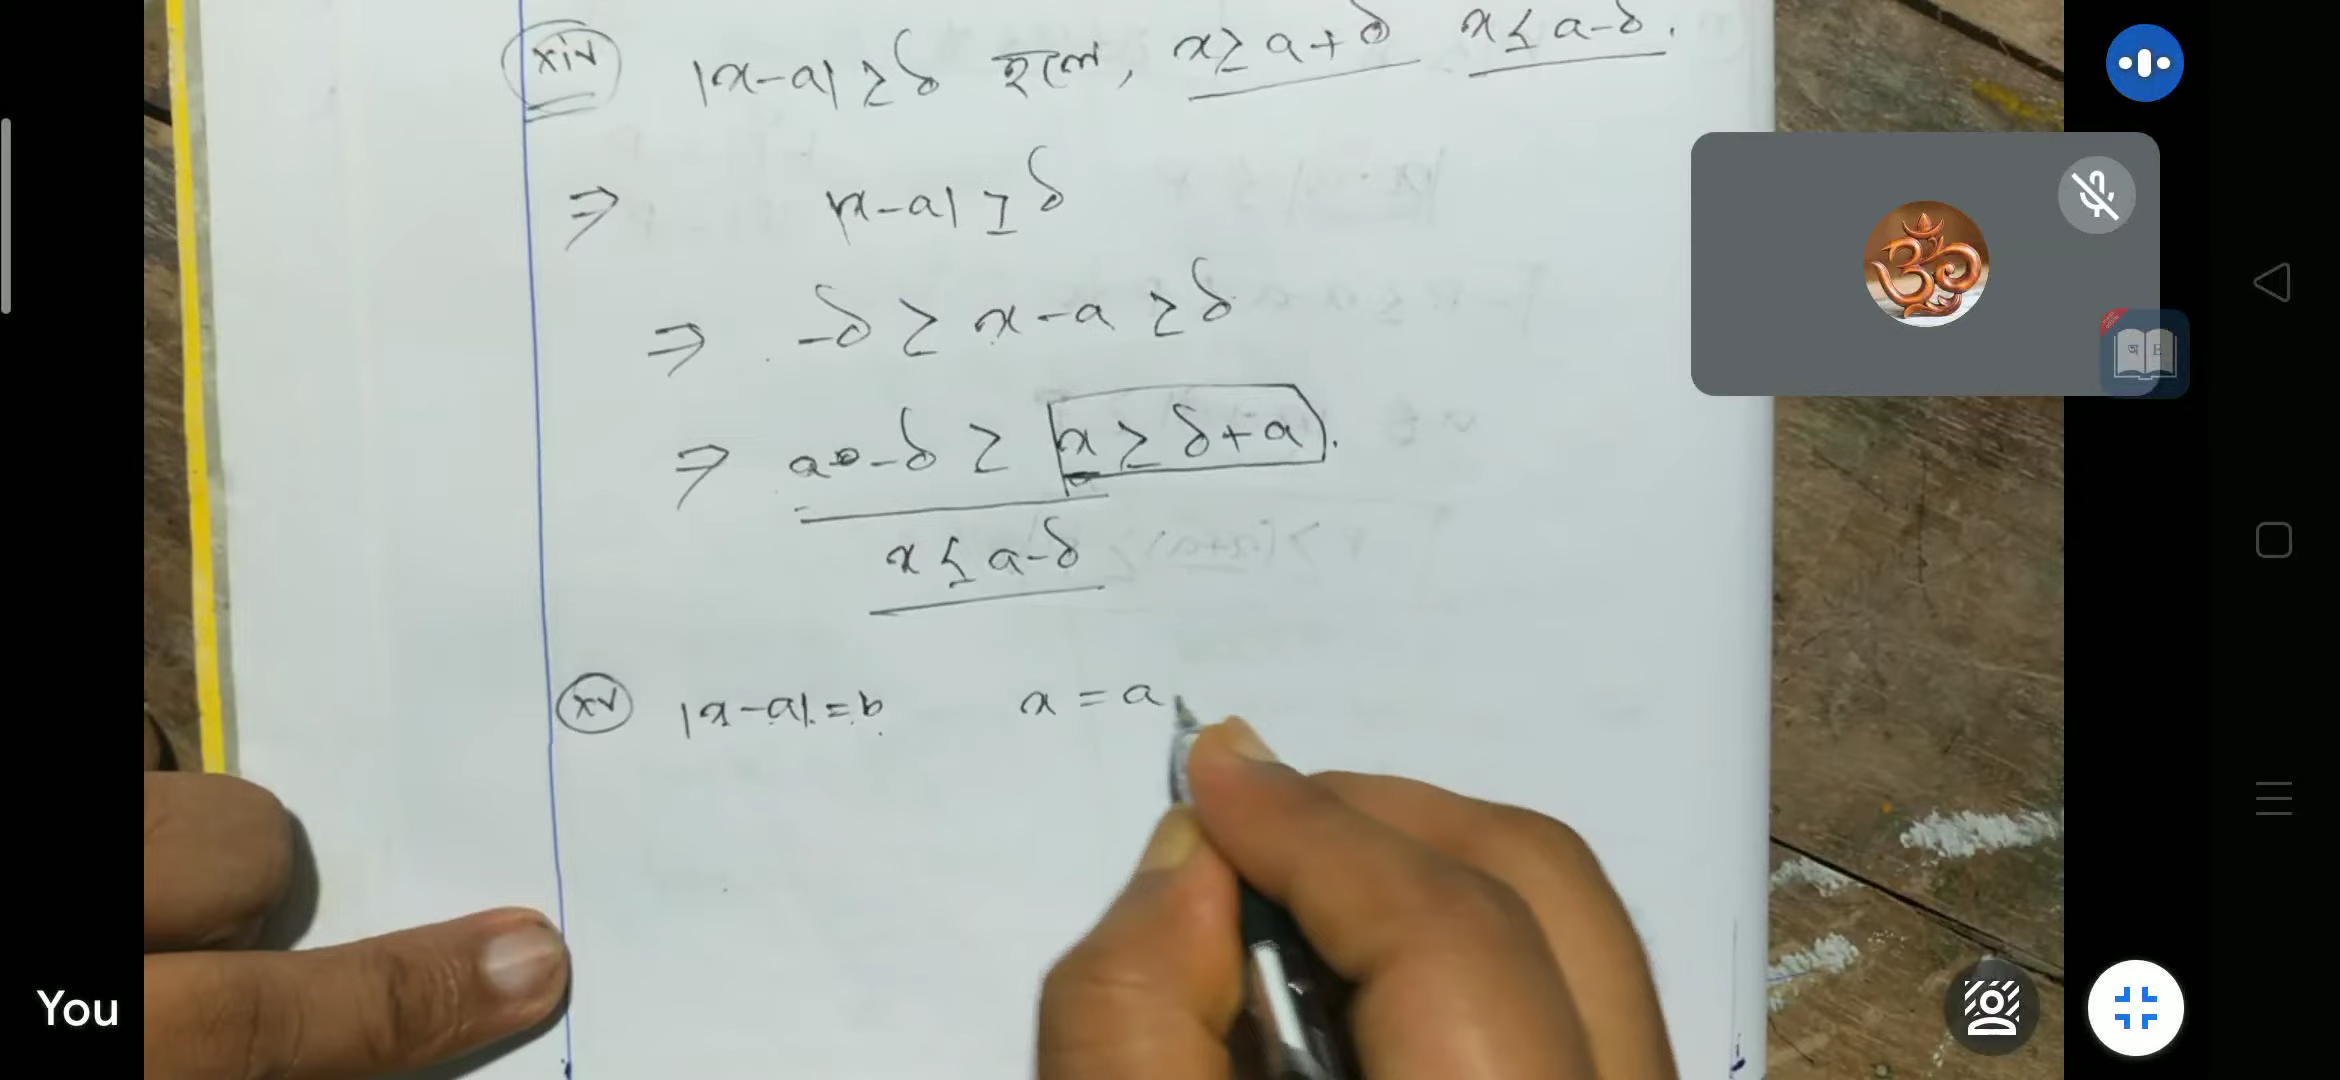 xiv |x-a| ≥ δ হলে, x ≥ a+δ x ≤ a-δ.
⇒ |x-a| ≥ δ
⇒ -δ ≥ x-a ≥ δ
⇒ a-δ ≥ x ≥ δ+a.
x ≤ a-δ
xv |x-a| = b x = a
অ E
You